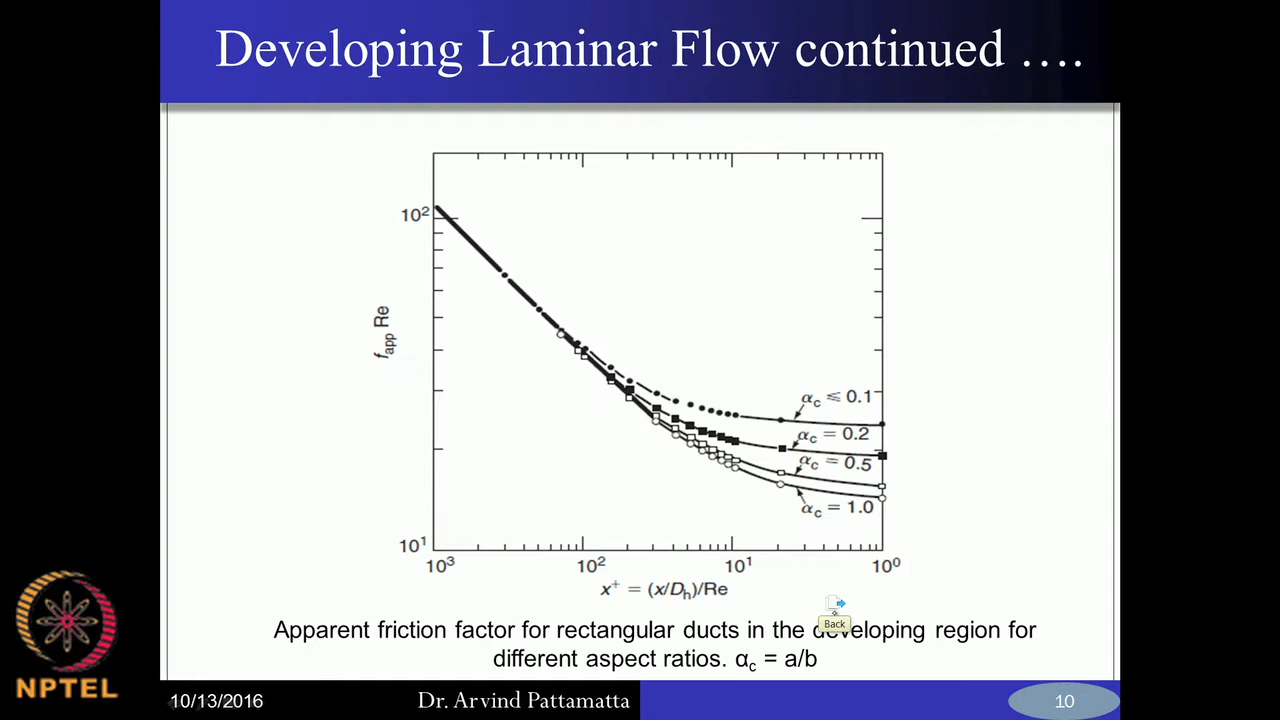 Developing Laminar Flow continued ….
10²
f_app Re
α_c ≤ 0.1
α_c = 0.2
α_c = 0.5
α_c = 1.0
10¹
10³ 10² 10¹ 10⁰
x⁺ = (x/D_h)/Re
Back
Apparent friction factor for rectangular ducts in the developing region for
different aspect ratios. α_c = a/b
NPTEL
10/13/2016 Dr. Arvind Pattamatta 10